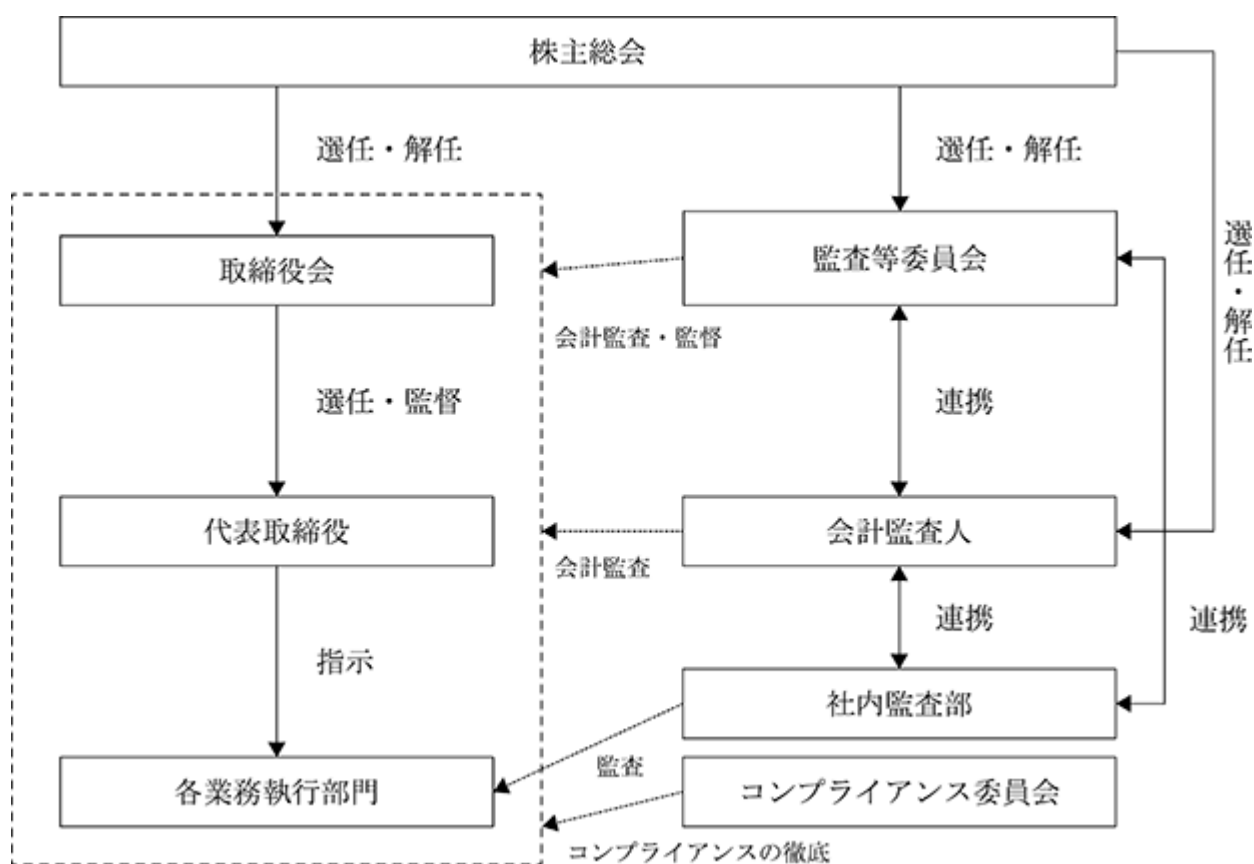 株主総会
選任・解任
選任・解任
選任・解任
取締役会
監査等委員会
会計監査・監督
選任・監督
連携
代表取締役
会計監査人
会計監査
指示
連携
連携
社内監査部
監査
各業務執行部門
コンプライアンス委員会
コンプライアンスの徹底